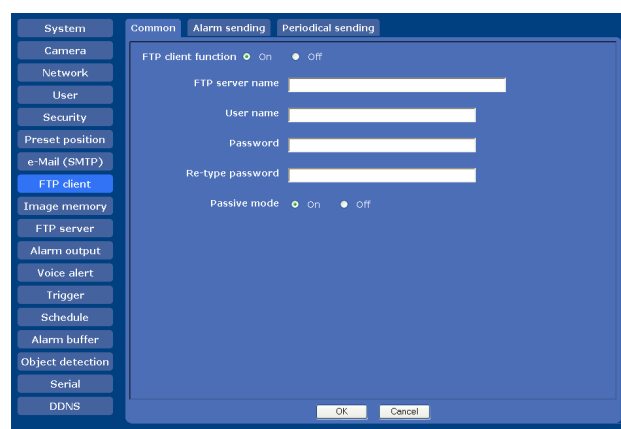 System
Camera
Network
User
Security
Preset position
e-Mail (SMTP)
FTP client
Image memory
FTP server
Alarm output
Voice alert
Trigger
Schedule
Alarm buffer
Object detection
Serial
DDNS
Common Alarm sending Periodical sending
FTP client function On Off
FTP server name
User name
Password
Re-type password
Passive mode On Off
OK Cancel